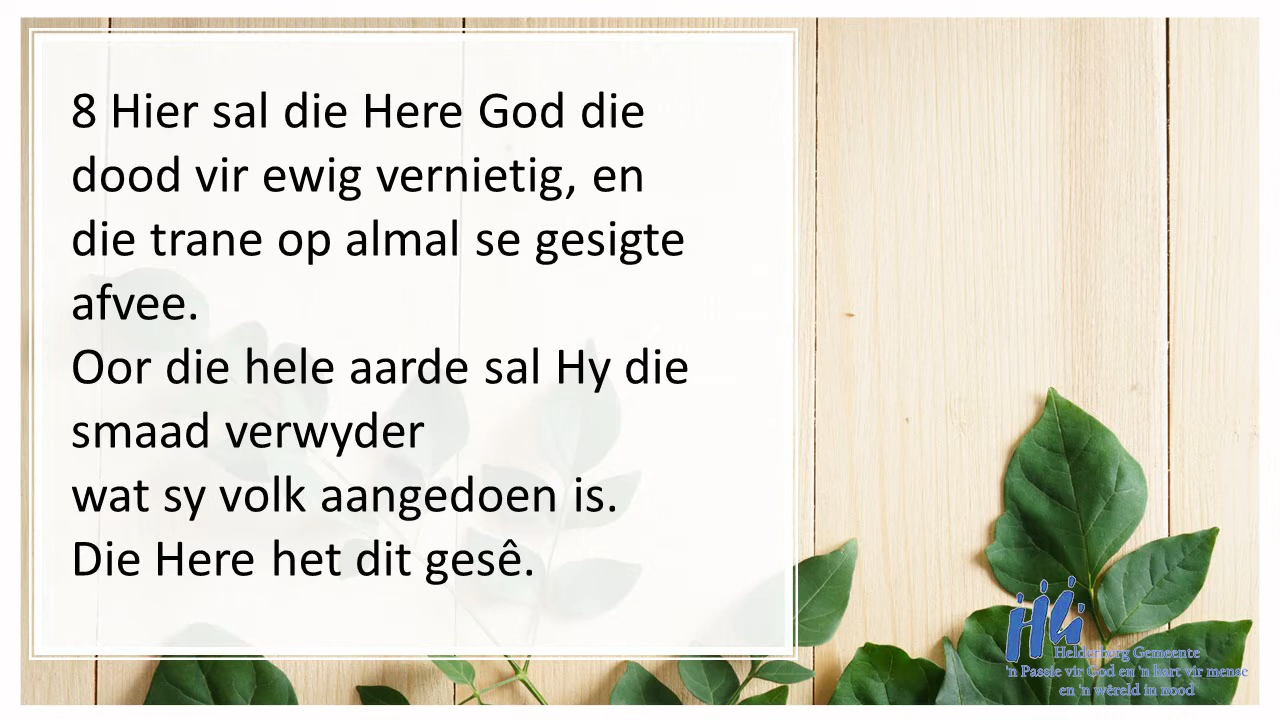 8 Hier sal die Here God die
dood vir ewig vernietig, en
die trane op almal se gesigte
afvee.
Oor die hele aarde sal Hy die
smaad verwyder
wat sy volk aangedoen is.
Die Here het dit gesê.
HG
Helderberg Gemeente
'n Passie vir God en 'n hart vir mense
en 'n wêreld in nood